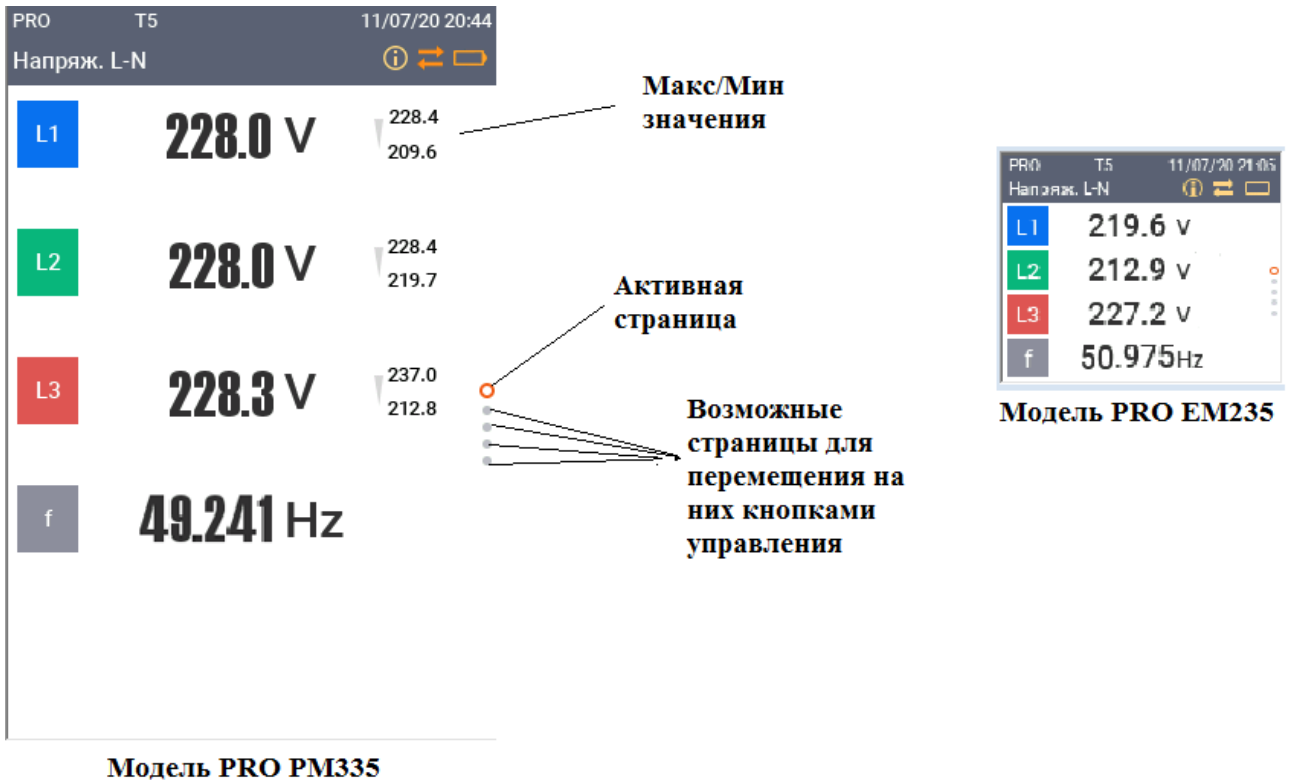 PRO T5 11/07/20 20:44
Напряж. L-N
L1 228.0 V 228.4
209.6
L2 228.0 V 228.4
219.7
L3 228.3 V 237.0
212.8
f 49.241 Hz
Модель PRO PM335
Макс/Мин
значения
Активная
страница
Возможные
страницы для
перемещения на
них кнопками
управления
PRO T5 11/07/20 21:05
Напряж. L-N
L1 219.6 V
L2 212.9 V
L3 227.2 V
f 50.975Hz
Модель PRO EM235